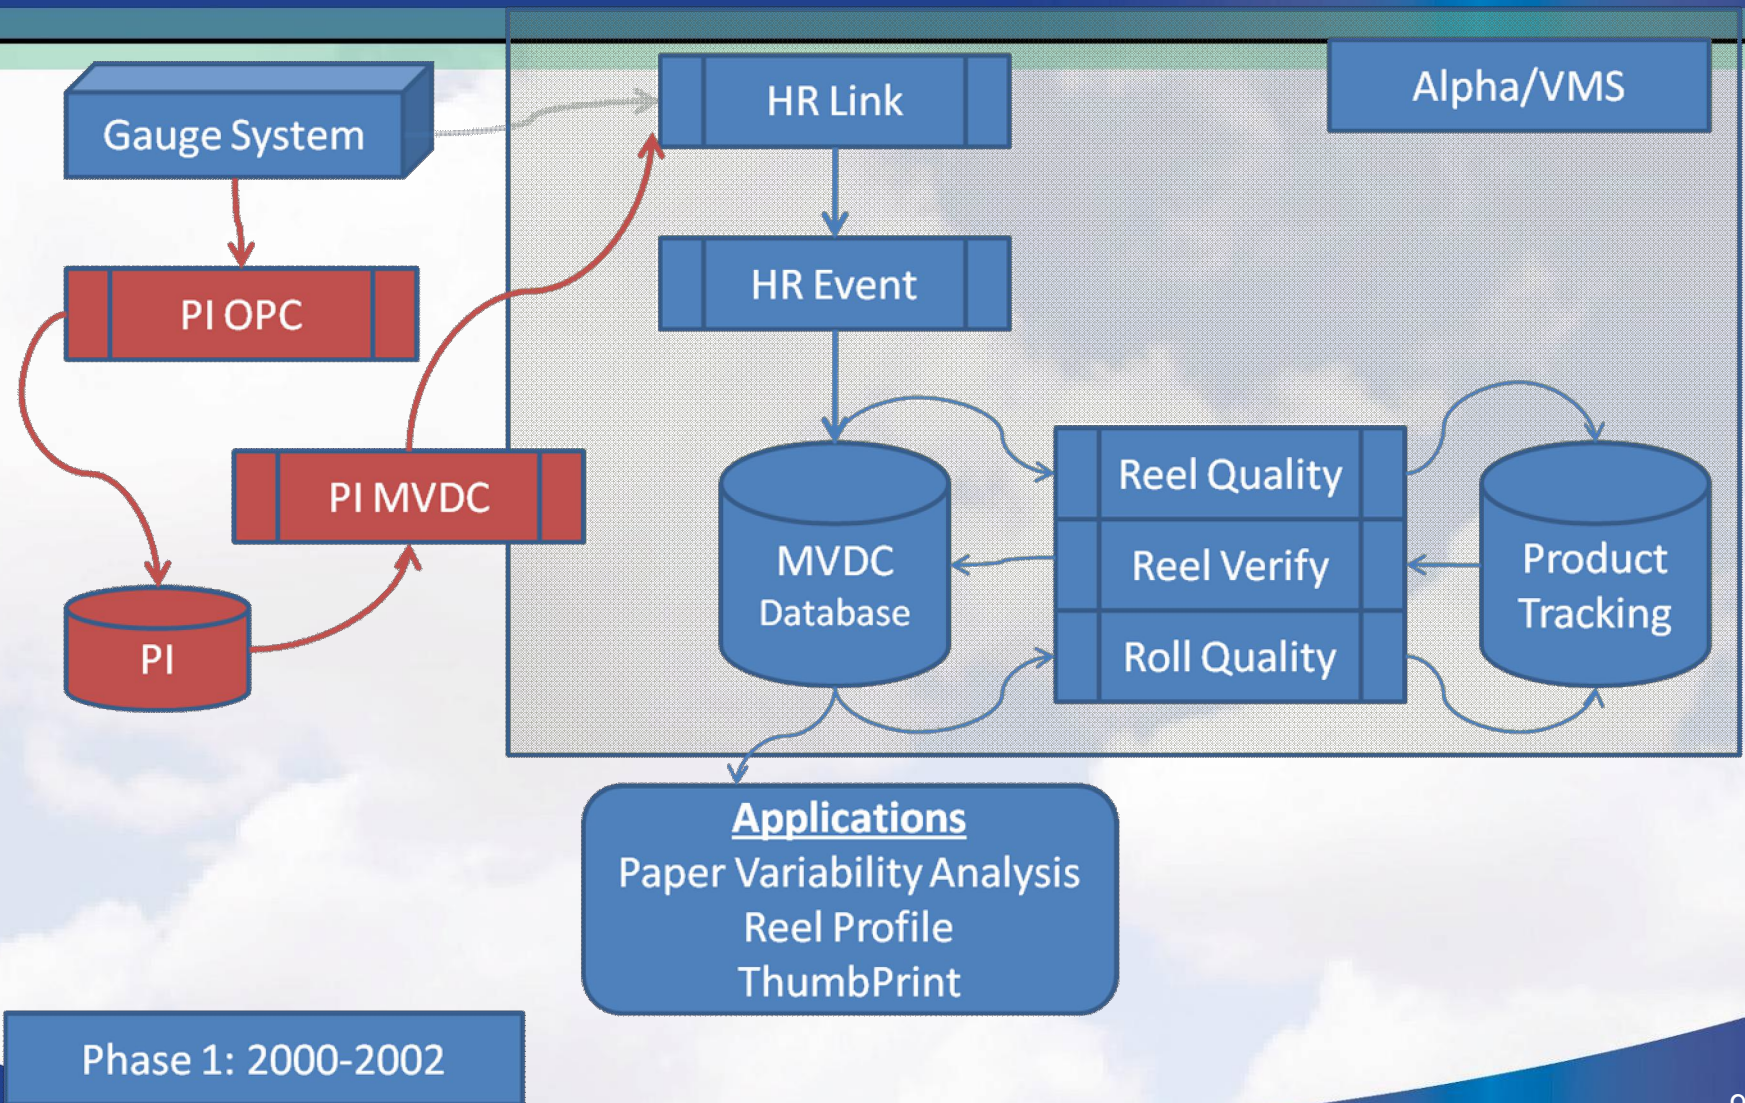 Gauge System
HR Link
Alpha/VMS
PI OPC
HR Event
PI MVDC
Reel Quality
MVDC
Database
Reel Verify
Product
Tracking
PI
Roll Quality
Applications
Paper Variability Analysis
Reel Profile
ThumbPrint
Phase 1: 2000-2002